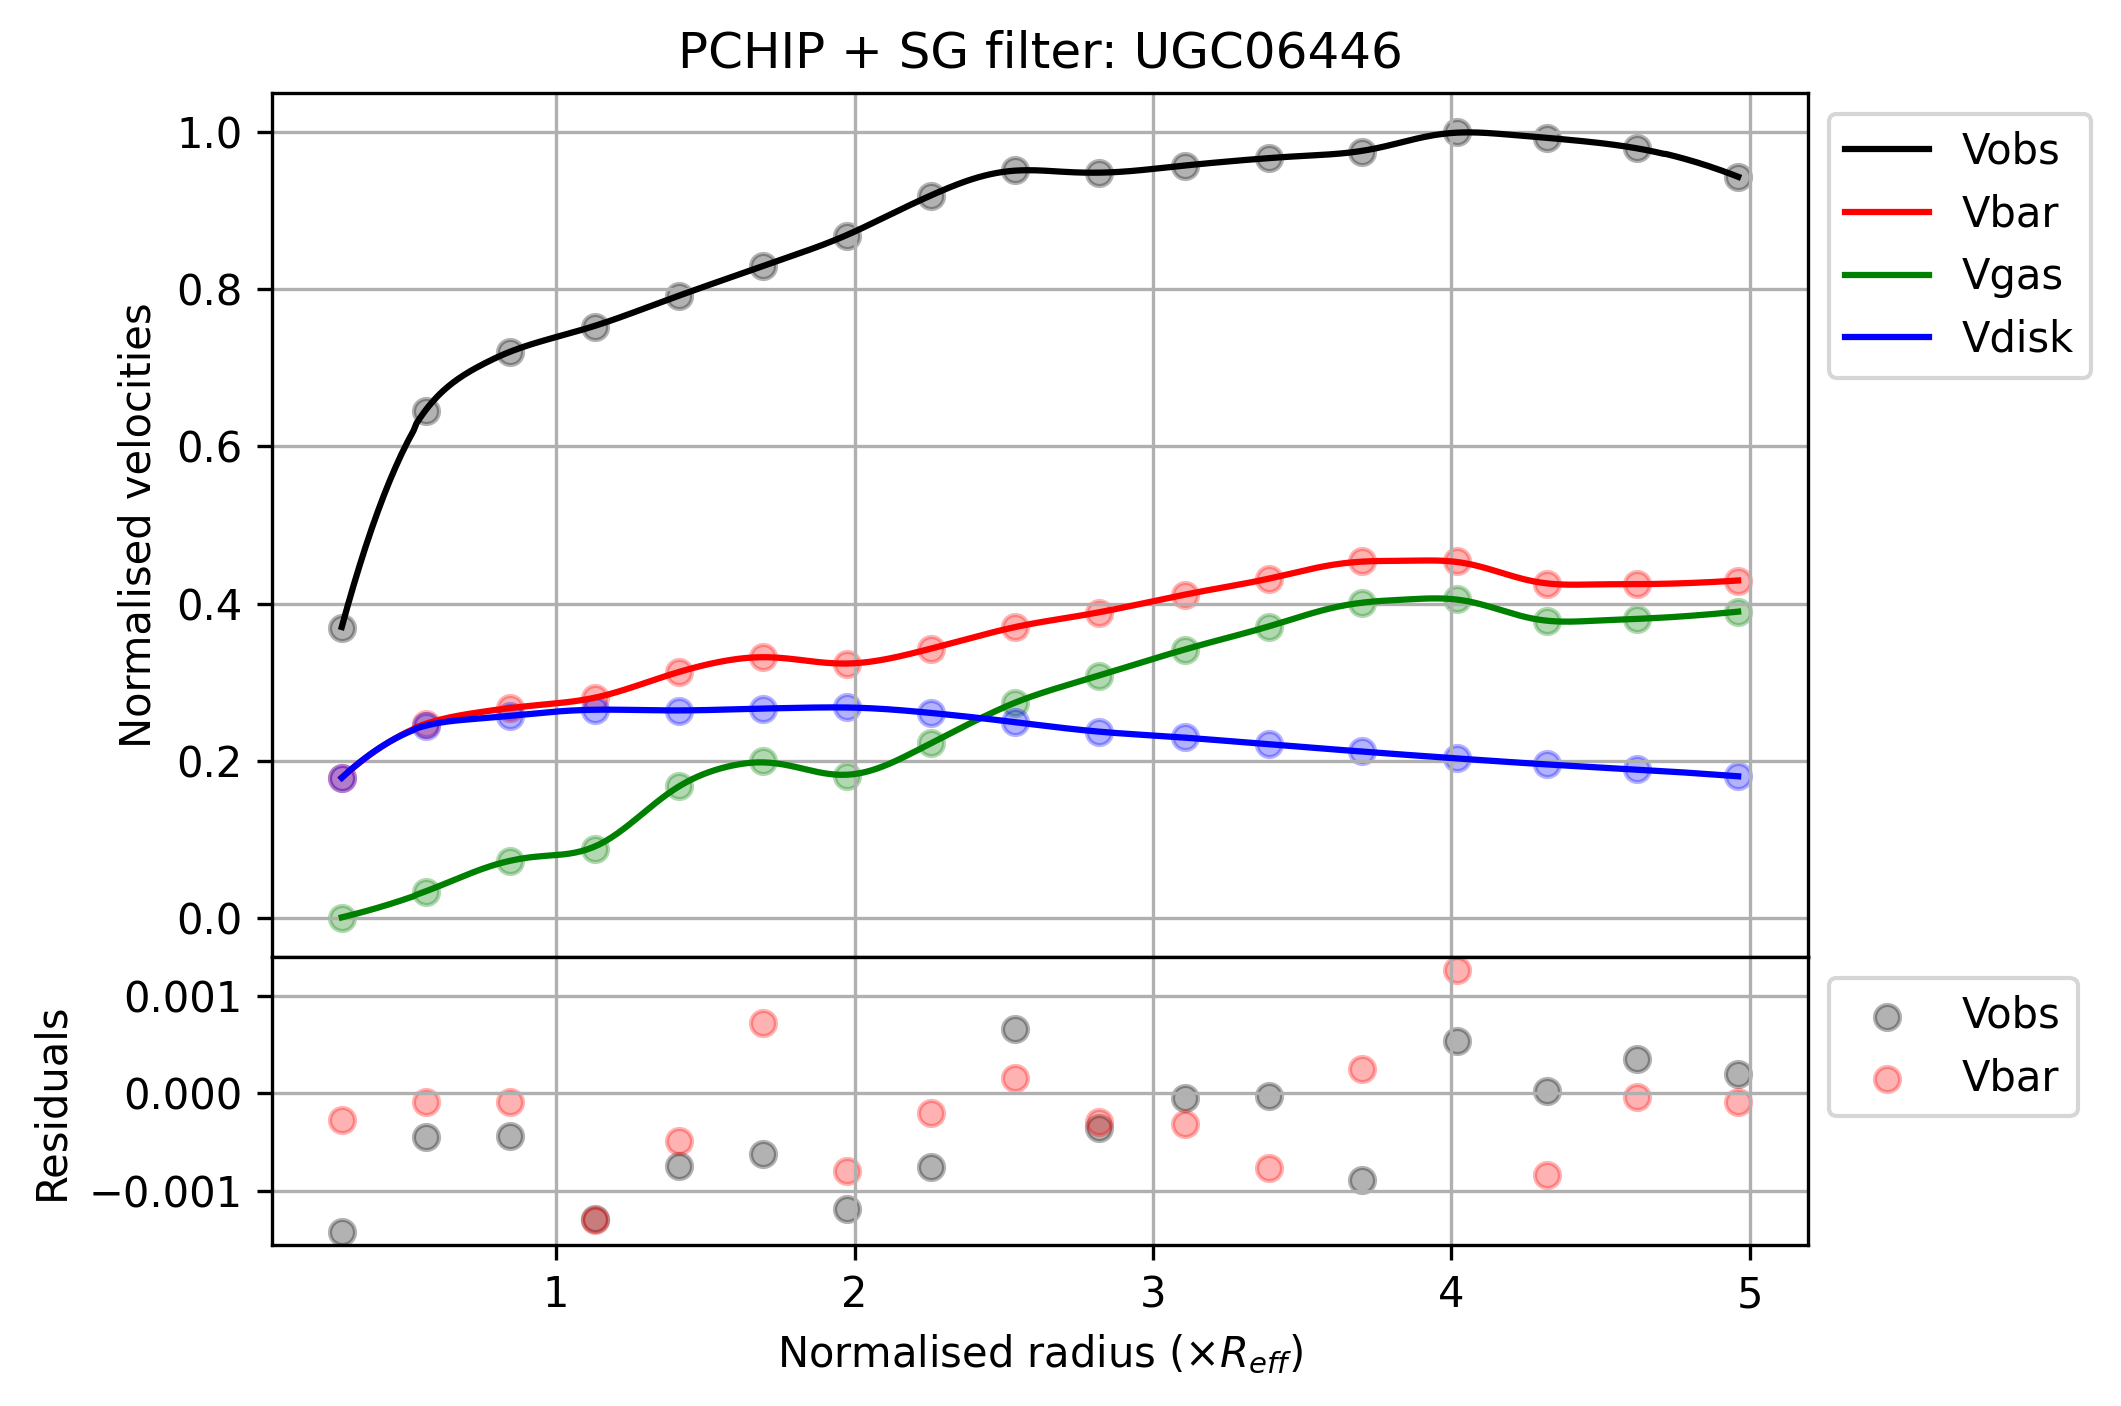 PCHIP + SG filter: UGC06446
1.0
0.8
0.6
0.4
0.2
0.0
Normalised velocities
Vobs
Vbar
Vgas
Vdisk
0.001
0.000
−0.001
Residuals
Vobs
Vbar
1 2 3 4 5
Normalised radius (×R_eff)